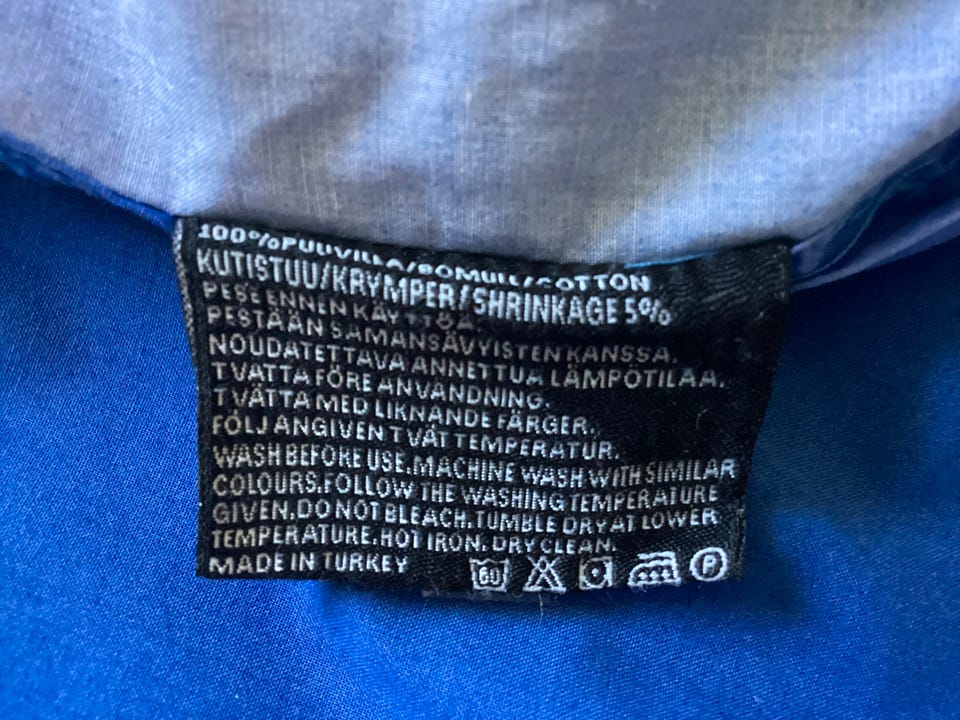 100%PUUVILLA/BOMULL/COTTON
KUTISTUU/KRYMPER/SHRINKAGE 5%
PESE ENNEN KÄYTTÖÄ.
PESTÄÄN SAMANSÄVYISTEN KANSSA.
NOUDATETTAVA ANNETTUA LÄMPÖTILAA.
TVÄTTA FÖRE ANVÄNDNING.
TVÄTTA MED LIKNANDE FÄRGER.
FÖLJ ANGIVEN TVÄTTEMPERATUR.
WASH BEFORE USE.MACHINE WASH WITH SIMILAR
COLOURS.FOLLOW THE WASHING TEMPERATURE
GIVEN.DO NOT BLEACH.TUMBLE DRY AT LOWER
TEMPERATURE.HOT IRON. DRY CLEAN.
MADE IN TURKEY 60 P